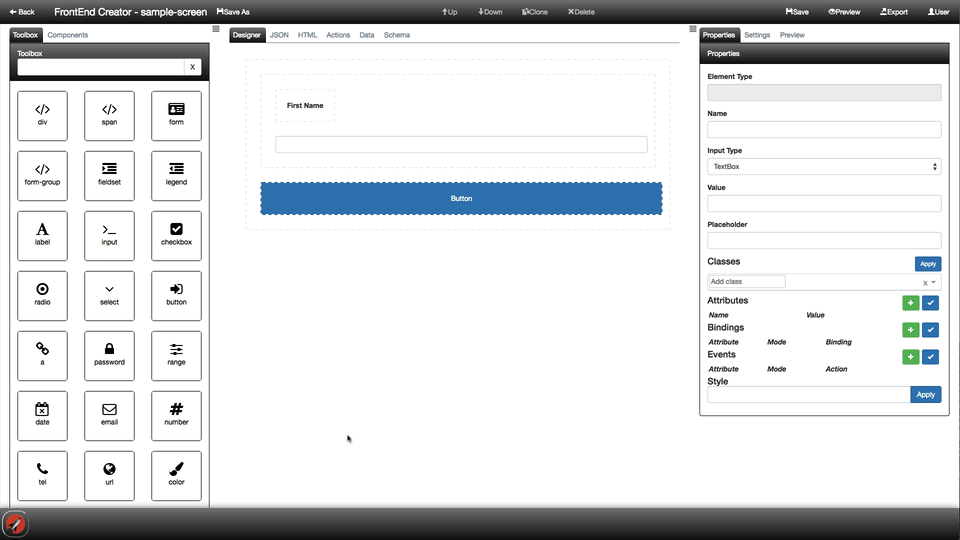 Back FrontEnd Creator - sample-screen Save As Up Down Clone Delete Save Preview Export User
Toolbox Components
Toolbox
X
div span form
form-group fieldset legend
label input checkbox
radio select button
a password range
date email number
tel url color
Designer JSON HTML Actions Data Schema
First Name
Button
Properties Settings Preview
Properties
Element Type
Name
Input Type
TextBox
Value
Placeholder
Classes Apply
Add class x
Attributes
Name Value
Bindings
Attribute Mode Binding
Events
Attribute Mode Action
Style
Apply